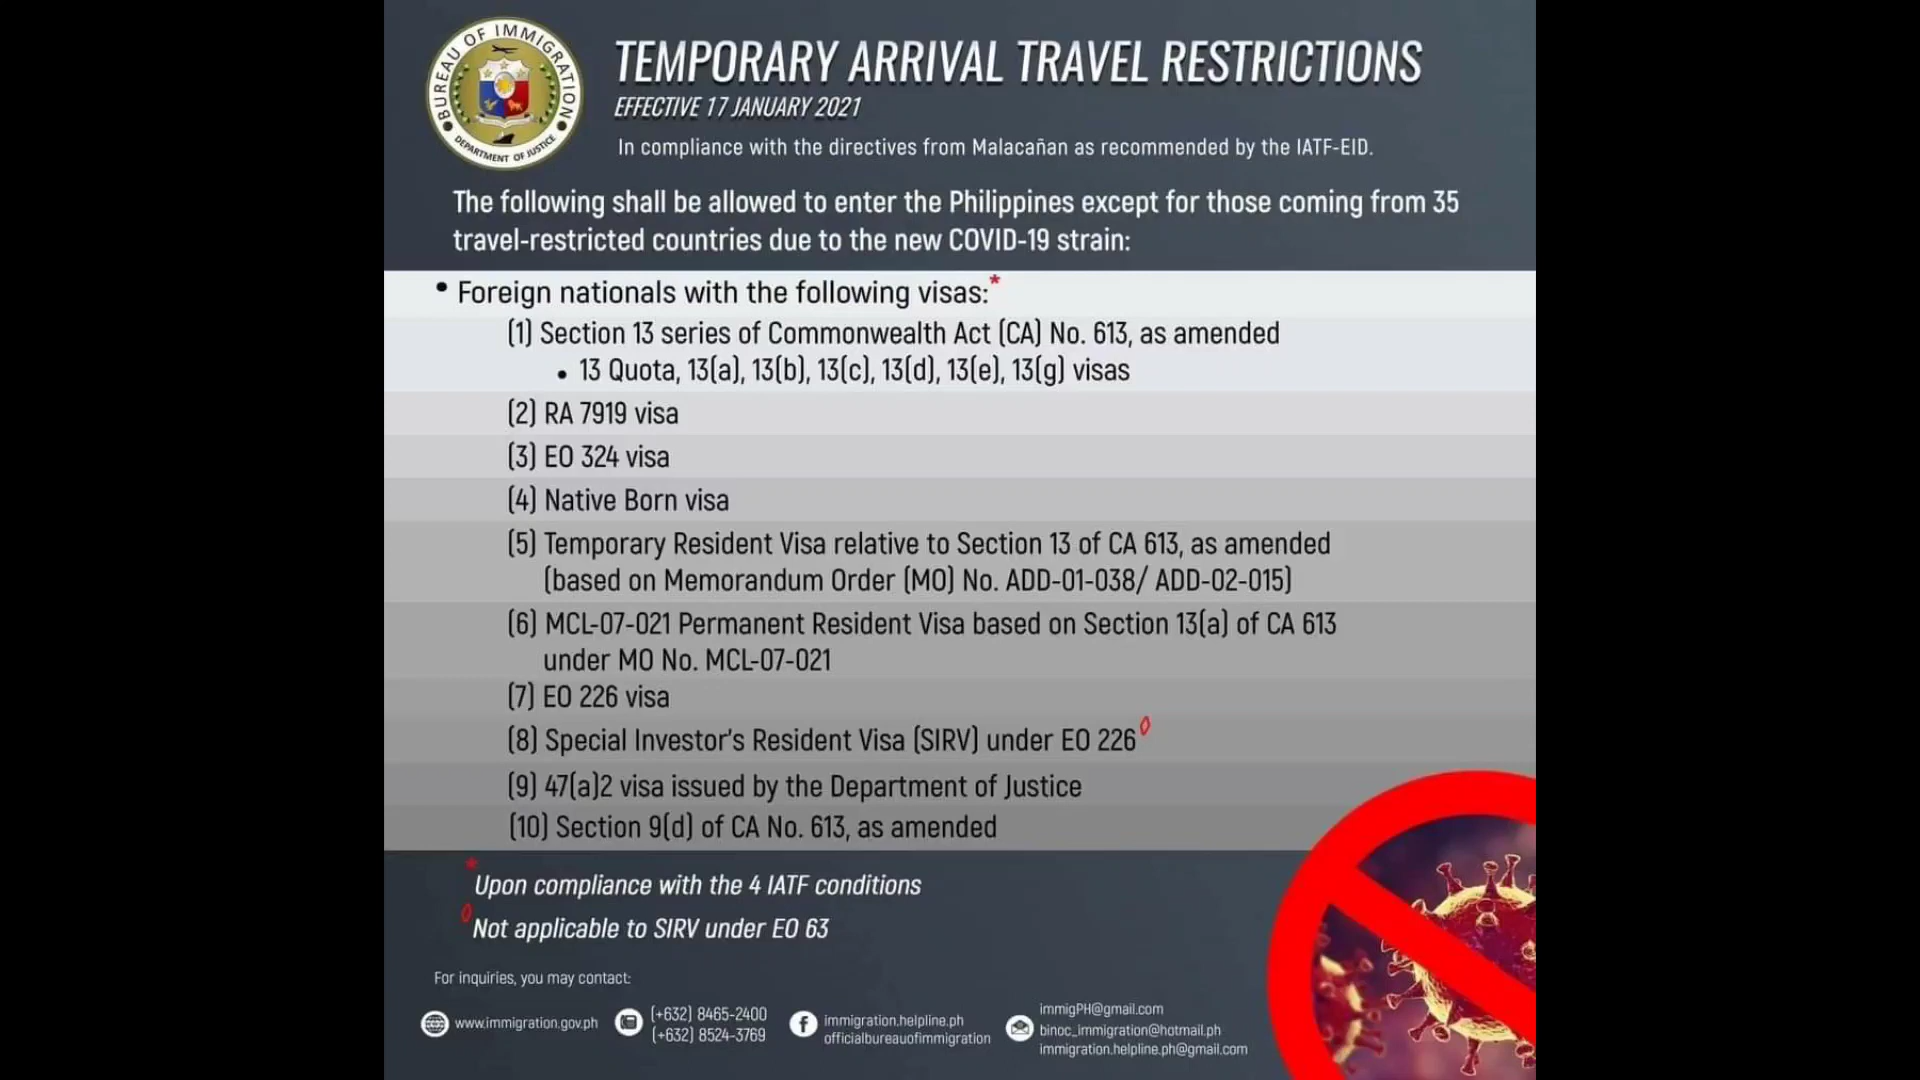 BUREAU OF IMMIGRATION
DEPARTMENT OF JUSTICE
TEMPORARY ARRIVAL TRAVEL RESTRICTIONS
EFFECTIVE 17 JANUARY 2021
In compliance with the directives from Malacañan as recommended by the IATF-EID.
The following shall be allowed to enter the Philippines except for those coming from 35
travel-restricted countries due to the new COVID-19 strain:
• Foreign nationals with the following visas:*
(1) Section 13 series of Commonwealth Act (CA) No. 613, as amended
• 13 Quota, 13(a), 13(b), 13(c), 13(d), 13(e), 13(g) visas
(2) RA 7919 visa
(3) EO 324 visa
(4) Native Born visa
(5) Temporary Resident Visa relative to Section 13 of CA 613, as amended
(based on Memorandum Order (MO) No. ADD-01-038/ ADD-02-015)
(6) MCL-07-021 Permanent Resident Visa based on Section 13(a) of CA 613
under MO No. MCL-07-021
(7) EO 226 visa
(8) Special Investor's Resident Visa (SIRV) under EO 226◊
(9) 47(a)2 visa issued by the Department of Justice
(10) Section 9(d) of CA No. 613, as amended
*Upon compliance with the 4 IATF conditions
◊Not applicable to SIRV under EO 63
For inquiries, you may contact:
www.immigration.gov.ph
(+632) 8465-2400
(+632) 8524-3769
immigration.helpline.ph
officialbureauofimmigration
immigPH@gmail.com
binoc_immigration@hotmail.ph
immigration.helpline.ph@gmail.com